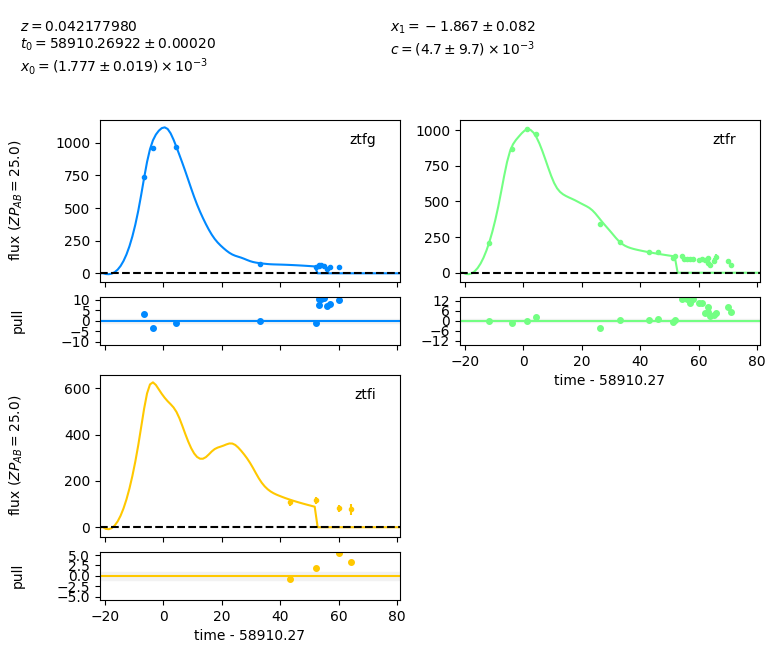 z = 0.042177980
t₀ = 58910.26922 ± 0.00020
x₀ = (1.777 ± 0.019) × 10⁻³
x₁ = −1.867 ± 0.082
c = (4.7 ± 9.7) × 10⁻³
flux (ZP_AB = 25.0)
1000
750
500
250
0
ztfg
1000
750
500
250
0
ztfr
pull
10
5
0
−5
−10
12
6
0
−6
−12
−20 0 20 40 60 80
time - 58910.27
flux (ZP_AB = 25.0)
600
400
200
0
ztfi
pull
5.0
2.5
0.0
−2.5
−5.0
−20 0 20 40 60 80
time - 58910.27